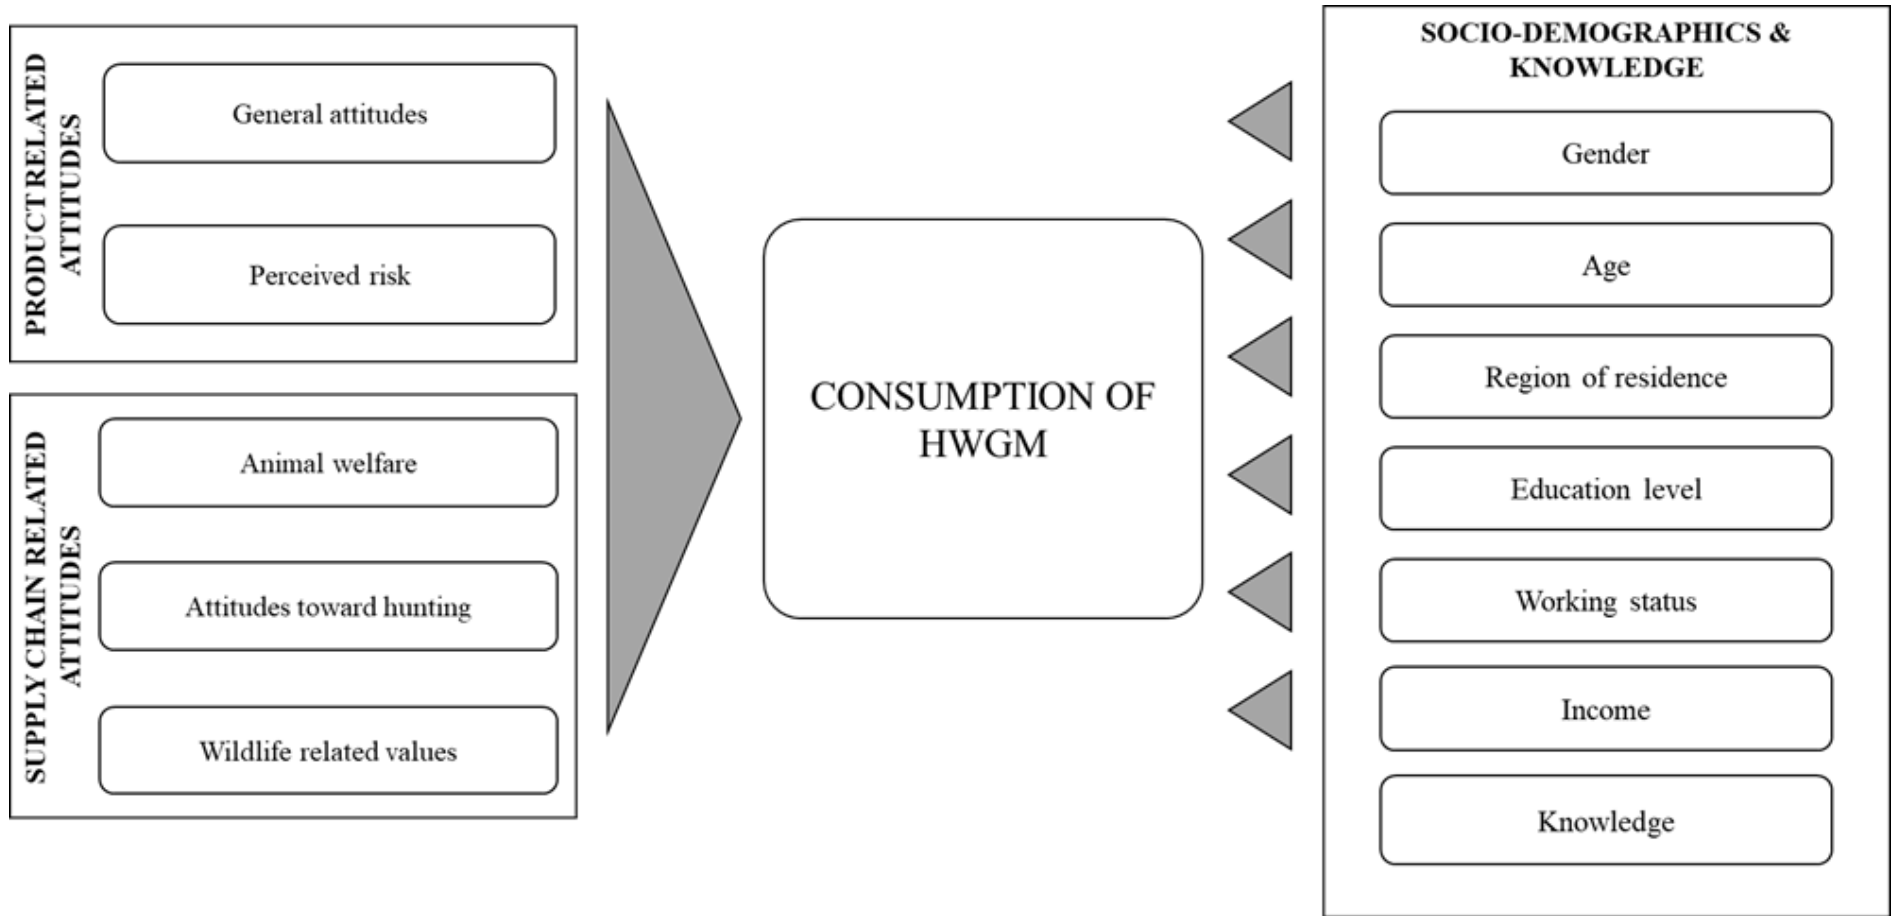 PRODUCT RELATED
ATTITUDES
General attitudes
Perceived risk
SUPPLY CHAIN RELATED
ATTITUDES
Animal welfare
Attitudes toward hunting
Wildlife related values
CONSUMPTION OF
HWGM
SOCIO-DEMOGRAPHICS &
KNOWLEDGE
Gender
Age
Region of residence
Education level
Working status
Income
Knowledge